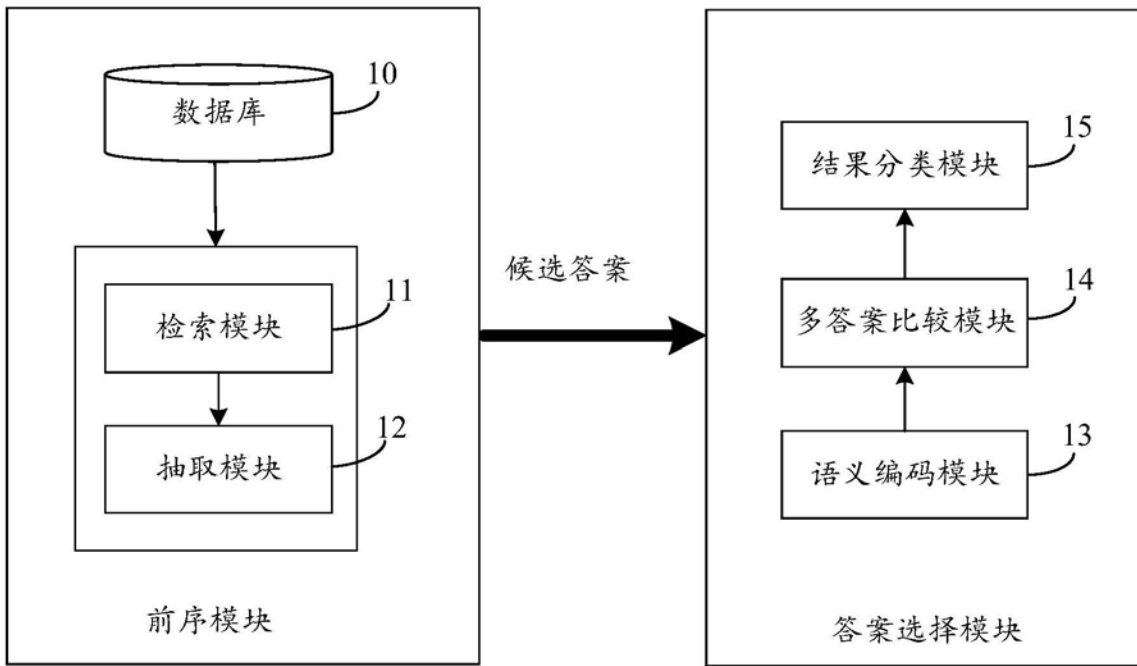 10
数据库
11
检索模块
12
抽取模块
前序模块
候选答案
15
结果分类模块
14
多答案比较模块
13
语义编码模块
答案选择模块